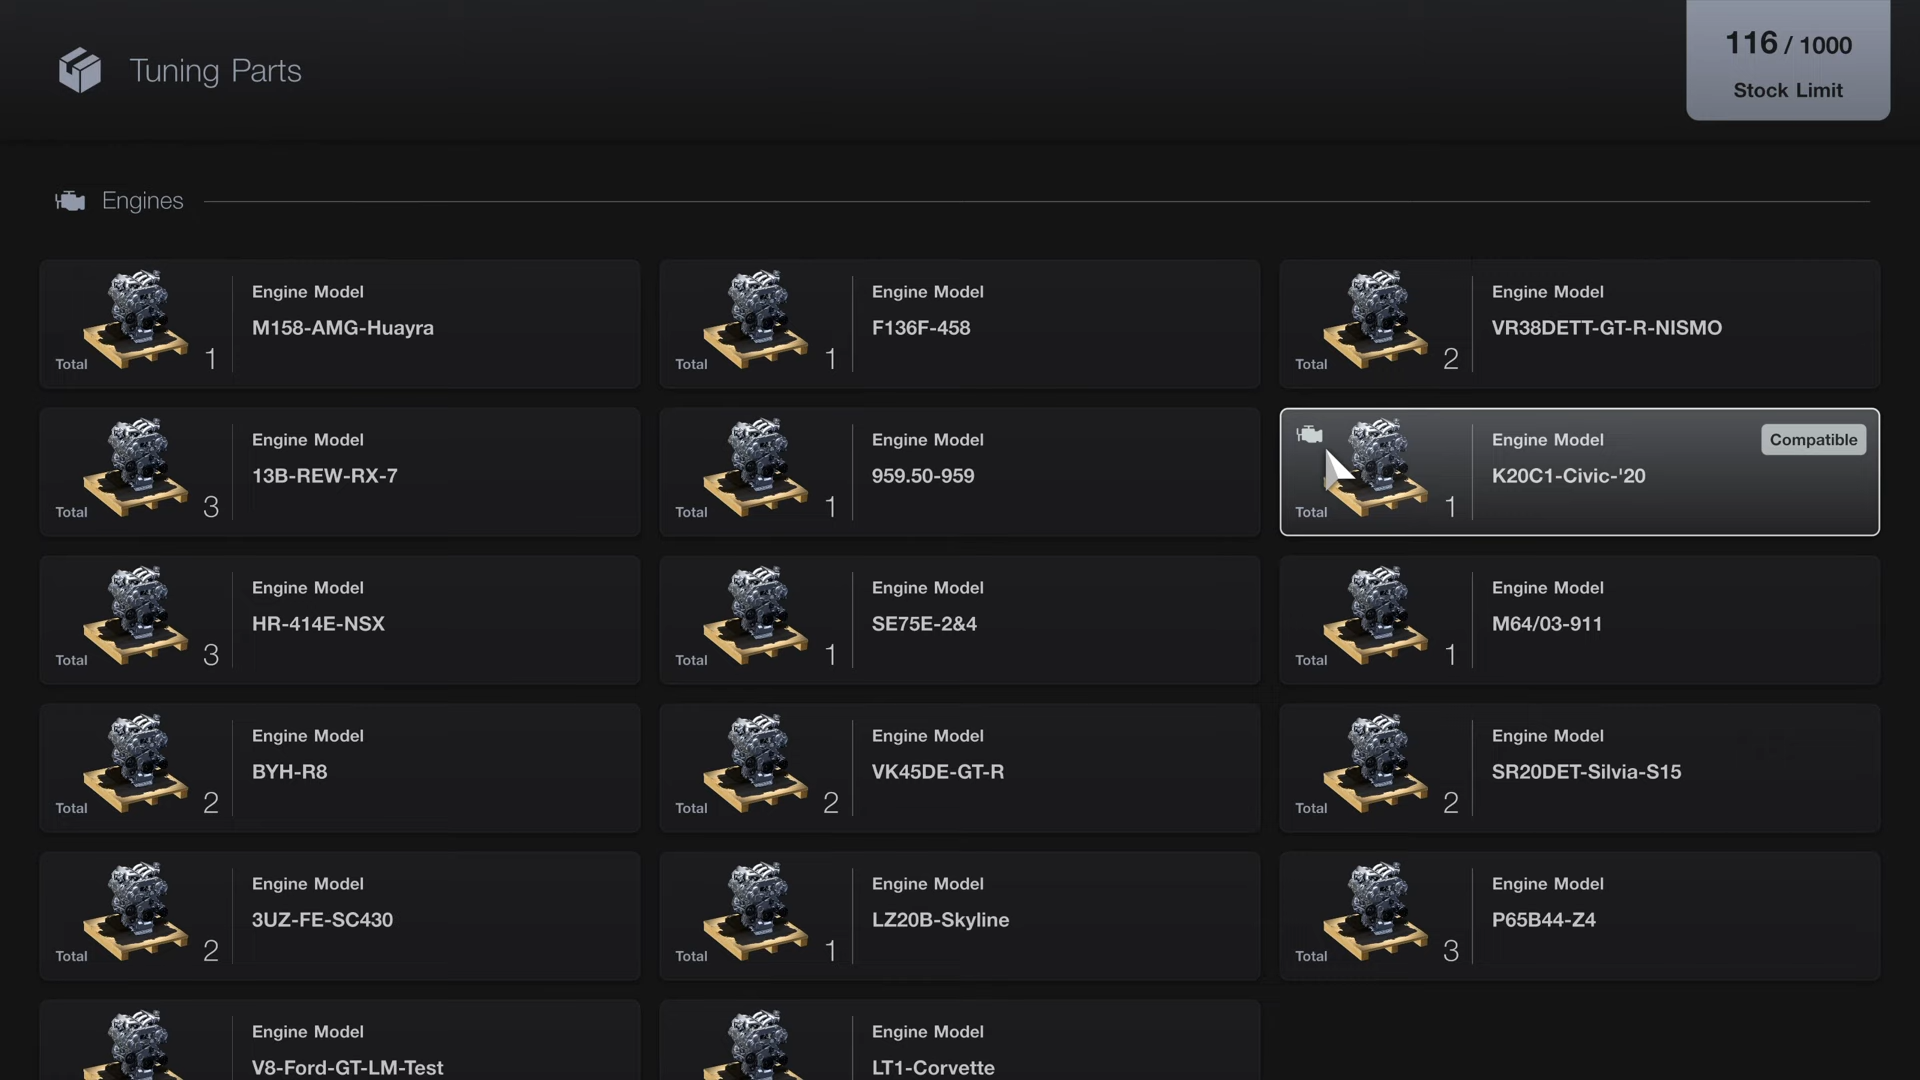 Tuning Parts
116 / 1000
Stock Limit
Engines
Engine Model
M158-AMG-Huayra
Total 1
Engine Model
F136F-458
Total 1
Engine Model
VR38DETT-GT-R-NISMO
Total 2
Engine Model
13B-REW-RX-7
Total 3
Engine Model
959.50-959
Total 1
Engine Model
Compatible
K20C1-Civic-'20
Total 1
Engine Model
HR-414E-NSX
Total 3
Engine Model
SE75E-2&4
Total 1
Engine Model
M64/03-911
Total 1
Engine Model
BYH-R8
Total 2
Engine Model
VK45DE-GT-R
Total 2
Engine Model
SR20DET-Silvia-S15
Total 2
Engine Model
3UZ-FE-SC430
Total 2
Engine Model
LZ20B-Skyline
Total 1
Engine Model
P65B44-Z4
Total 3
Engine Model
V8-Ford-GT-LM-Test
Engine Model
LT1-Corvette